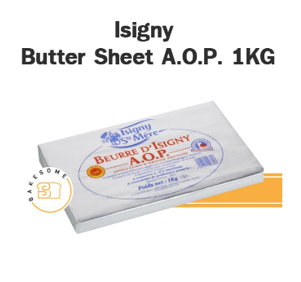 Isigny
Butter Sheet A.O.P. 1KG
Isigny
Ste Mère
BEURRE D'ISIGNY
A.O.P.
Poids net : 1Kg
BAKESOME